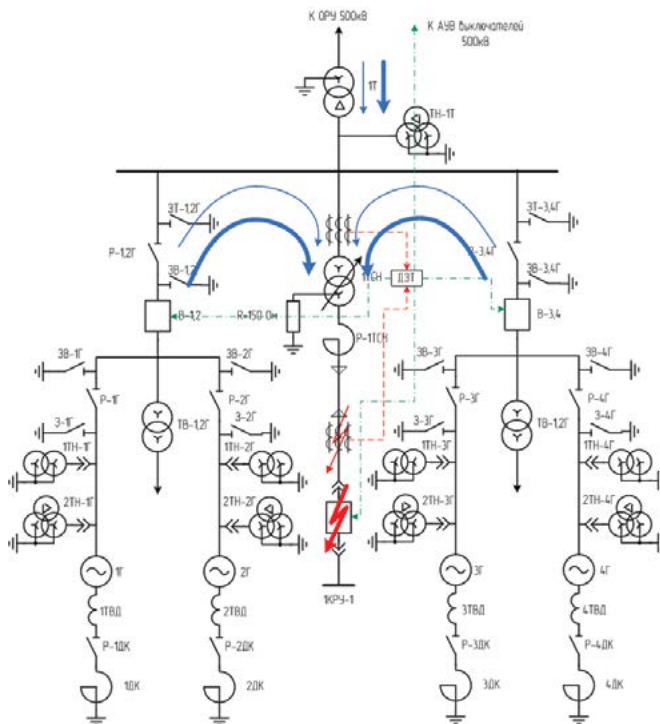 К ОРУ 500кВ
К АУВ выключателей
500кВ
1Т
ТН-1Т
ЗТ-1,2Г
Р-1,2Г
ЗВ-1,2
В-1,2
R=150 Ом
1ТСН
ДЗТ
Р-1ТСН
ЗТ-3,4Г
Р-3,4Г
ЗВ-3,4Г
В-3,4
ЗВ-1Г
ЗВ-2Г
Р-1Г
Р-2Г
З-1Г
З-2Г
ТВ-1,2Г
1ТН-1Г
1ТН-2Г
2ТН-1Г
2ТН-2Г
1Г
2Г
1ТВД
2ТВД
Р-1ДК
Р-2ДК
1ДК
2ДК
1КРУ-1
ЗВ-3Г
ЗВ-4Г
Р-3Г
Р-4Г
З-3Г
З-4Г
ТВ-1,2Г
1ТН-3Г
1ТН-4Г
2ТН-3Г
2ТН-4Г
3Г
4Г
3ТВД
4ТВД
Р-3ДК
Р-4ДК
3ДК
4ДК